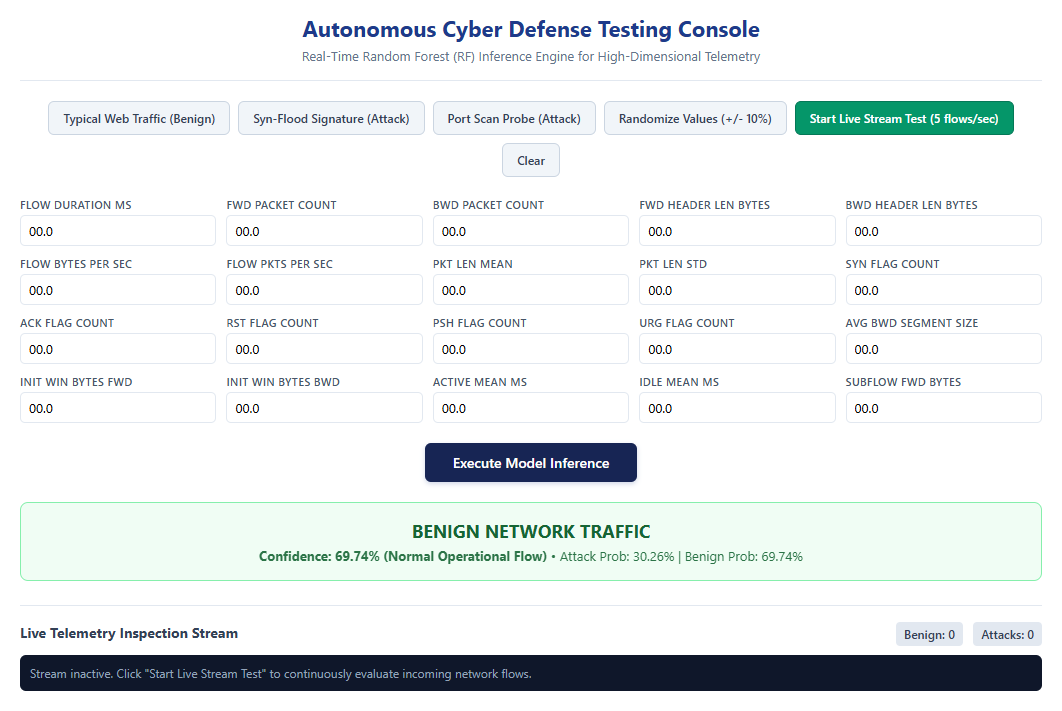 Autonomous Cyber Defense Testing Console
Real-Time Random Forest (RF) Inference Engine for High-Dimensional Telemetry
Typical Web Traffic (Benign) Syn-Flood Signature (Attack) Port Scan Probe (Attack) Randomize Values (+/- 10%) Start Live Stream Test (5 flows/sec)
Clear
FLOW DURATION MS FWD PACKET COUNT BWD PACKET COUNT FWD HEADER LEN BYTES BWD HEADER LEN BYTES
00.0 00.0 00.0 00.0 00.0
FLOW BYTES PER SEC FLOW PKTS PER SEC PKT LEN MEAN PKT LEN STD SYN FLAG COUNT
00.0 00.0 00.0 00.0 00.0
ACK FLAG COUNT RST FLAG COUNT PSH FLAG COUNT URG FLAG COUNT AVG BWD SEGMENT SIZE
00.0 00.0 00.0 00.0 00.0
INIT WIN BYTES FWD INIT WIN BYTES BWD ACTIVE MEAN MS IDLE MEAN MS SUBFLOW FWD BYTES
00.0 00.0 00.0 00.0 00.0
Execute Model Inference
BENIGN NETWORK TRAFFIC
Confidence: 69.74% (Normal Operational Flow) • Attack Prob: 30.26% | Benign Prob: 69.74%
Live Telemetry Inspection Stream Benign: 0 Attacks: 0
Stream inactive. Click "Start Live Stream Test" to continuously evaluate incoming network flows.